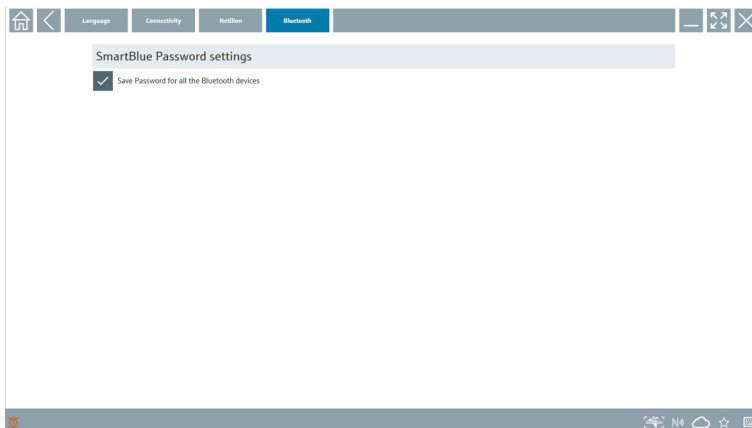 Language Connectivity Netilion Bluetooth
SmartBlue Password settings
Save Password for all the Bluetooth devices